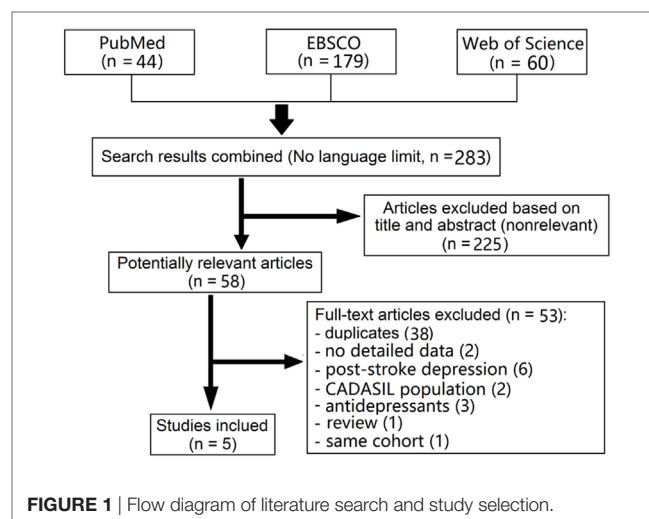 PubMed
(n = 44)
EBSCO
(n = 179)
Web of Science
(n = 60)
Search results combined (No language limit, n = 283)
Articles excluded based on
title and abstract (nonrelevant)
(n = 225)
Potentially relevant articles
(n = 58)
Full-text articles excluded (n = 53):
- duplicates (38)
- no detailed data (2)
- post-stroke depression (6)
- CADASIL population (2)
- antidepressants (3)
- review (1)
- same cohort (1)
Studies inclued
(n = 5)
FIGURE 1 | Flow diagram of literature search and study selection.